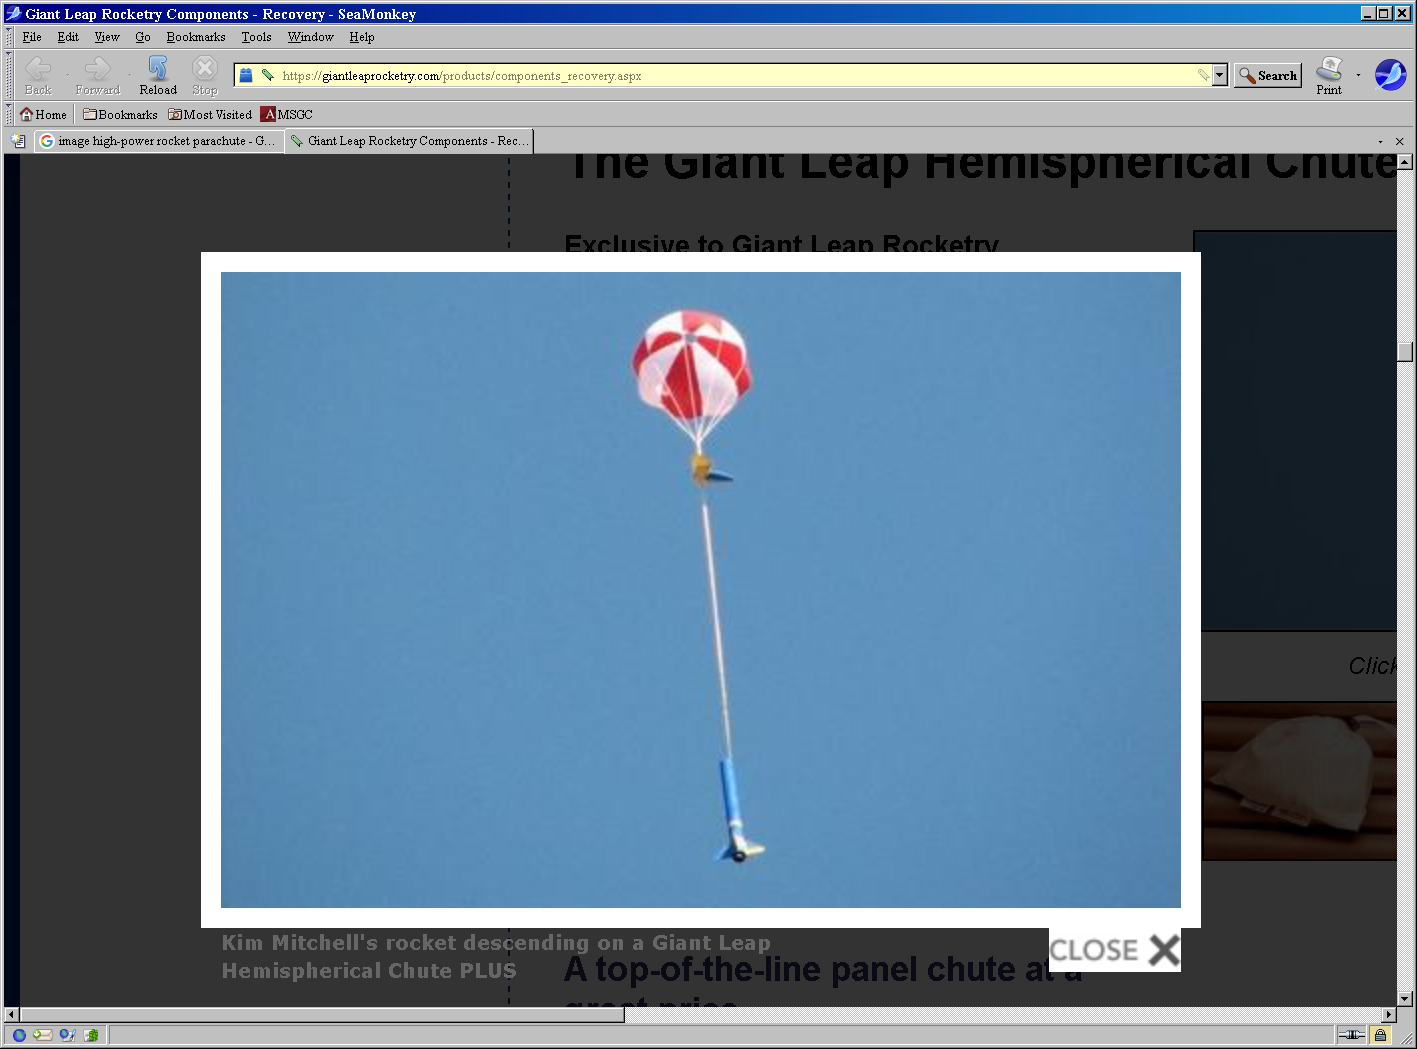 Giant Leap Rocketry Components - Recovery - SeaMonkey
File Edit View Go Bookmarks Tools Window Help
Back Forward Reload Stop https://giantleaprocketry.com/products/components_recovery.aspx Search Print
Home Bookmarks Most Visited MSGC
image high-power rocket parachute - G... Giant Leap Rocketry Components - Rec...
The Giant Leap Hemispherical Chute
Exclusive to Giant Leap Rocketry
Click
Kim Mitchell's rocket descending on a Giant Leap
Hemispherical Chute PLUS
CLOSE
A top-of-the-line panel chute at a
great price